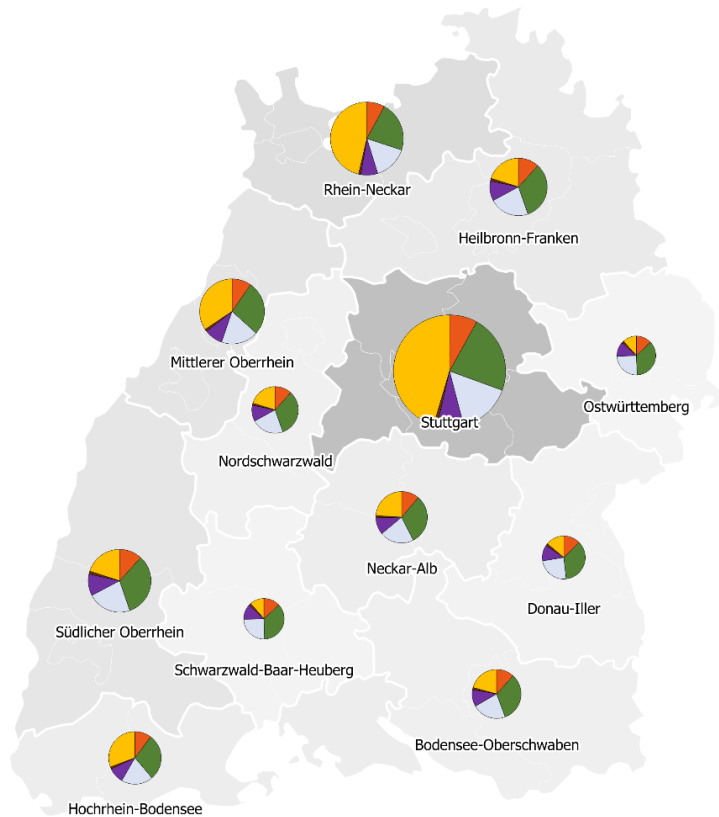 Rhein-Neckar
Heilbronn-Franken
Mittlerer Oberrhein
Ostwürttemberg
Stuttgart
Nordschwarzwald
Neckar-Alb
Donau-Iller
Südlicher Oberrhein
Schwarzwald-Baar-Heuberg
Bodensee-Oberschwaben
Hochrhein-Bodensee